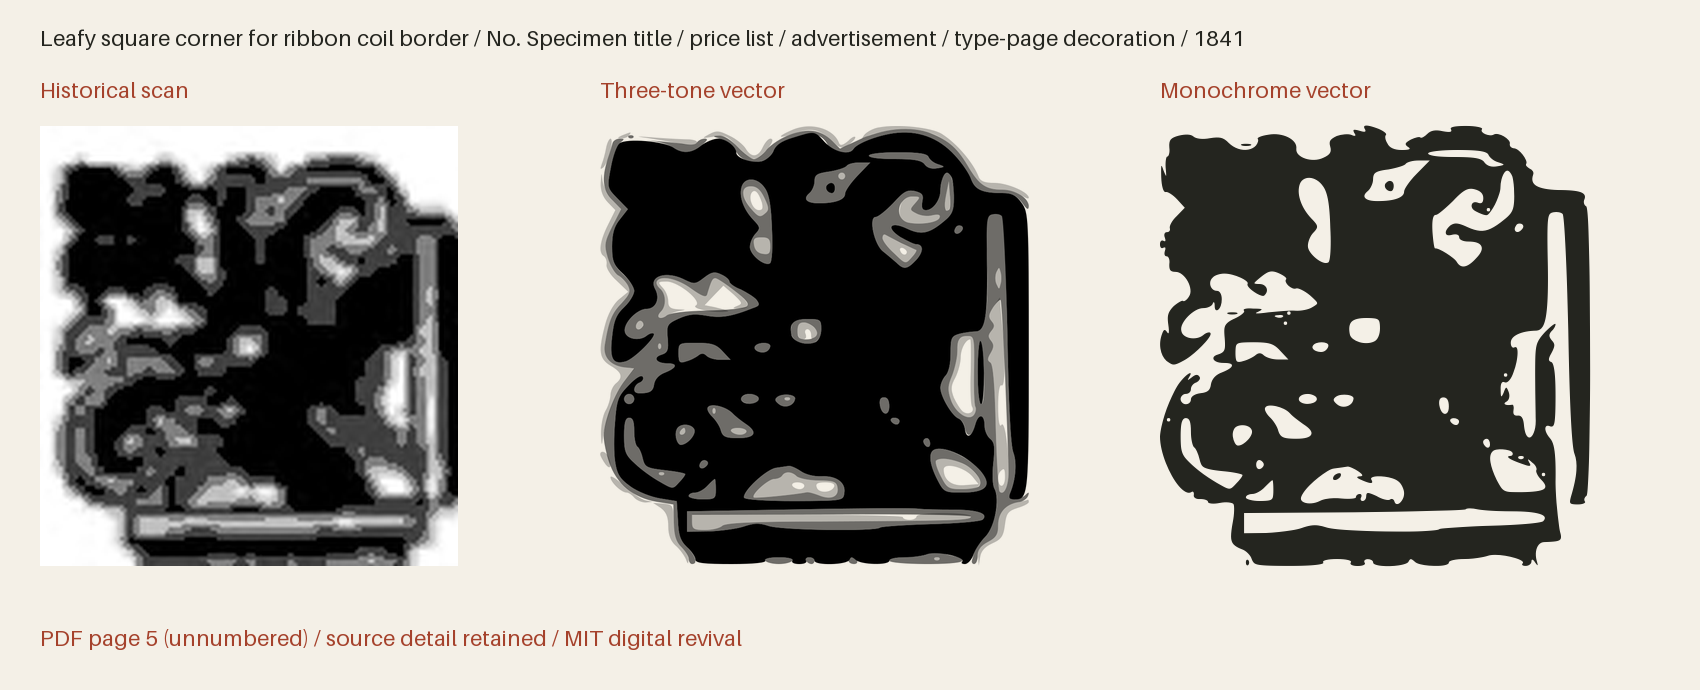 Leafy square corner for ribbon coil border / No. Specimen title / price list / advertisement / type-page decoration / 1841
Historical scan
Three-tone vector
Monochrome vector
PDF page 5 (unnumbered) / source detail retained / MIT digital revival